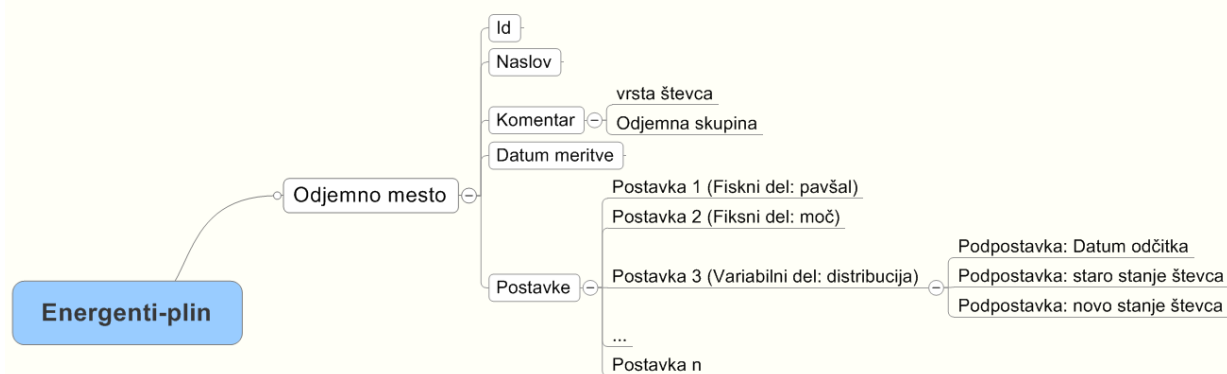 Id
Naslov
vrsta števca
Komentar
Odjemna skupina
Datum meritve
Odjemno mesto
Postavka 1 (Fiskni del: pavšal)
Postavka 2 (Fiksni del: moč)
Podpostavka: Datum odčitka
Postavka 3 (Variabilni del: distribucija)
Podpostavka: staro stanje števca
Postavke
Podpostavka: novo stanje števca
Energenti-plin
...
Postavka n